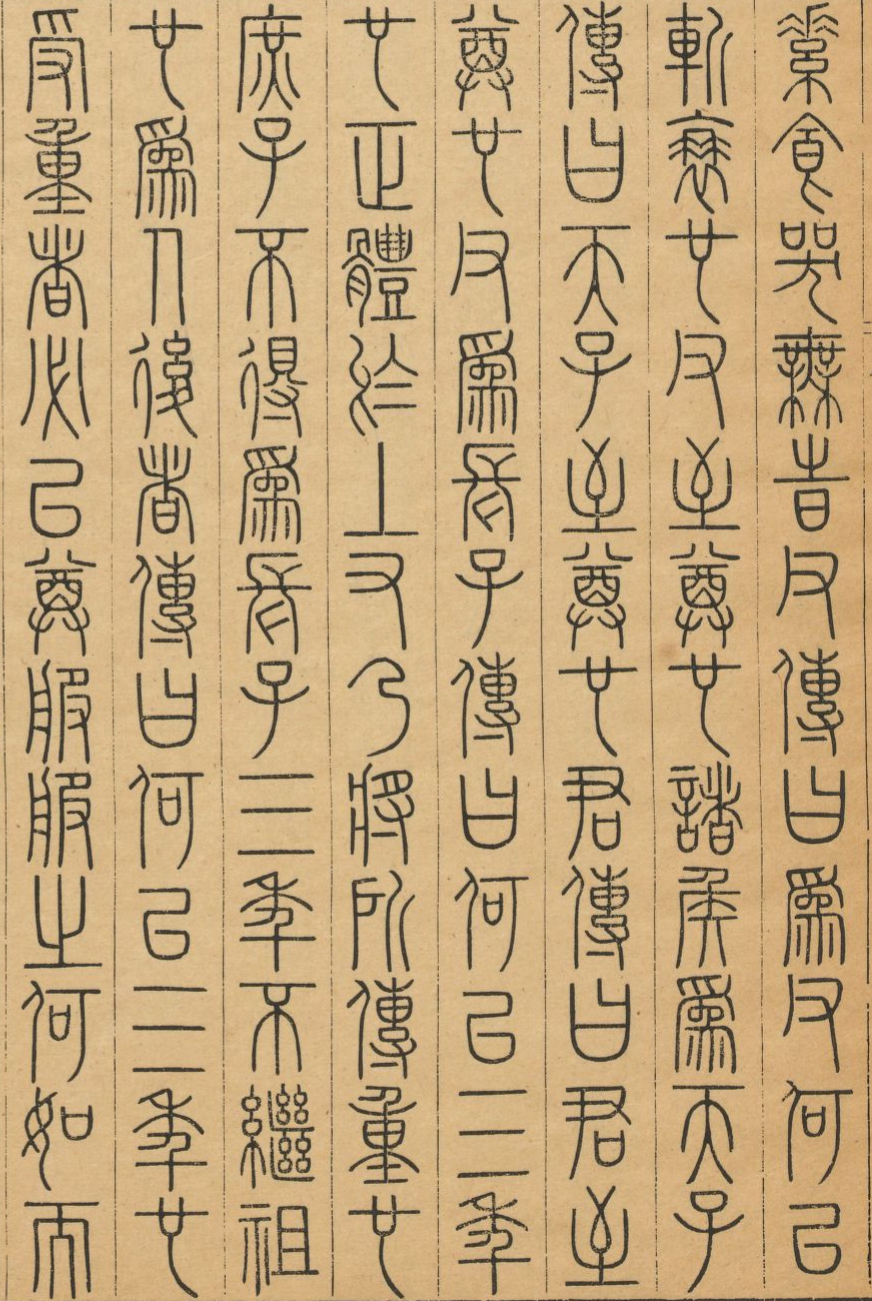 素食哭無時父傳曰爲父何以
斬衰也父至尊也諸侯爲天子
傳曰天子至尊也君傳曰君至
尊也父爲長子傳曰何以三年
也正體於上又乃將所傳重也
庶子不得爲長子三年不繼祖
也爲人後者傳曰何以三年也
受重者必以尊服服之何如而